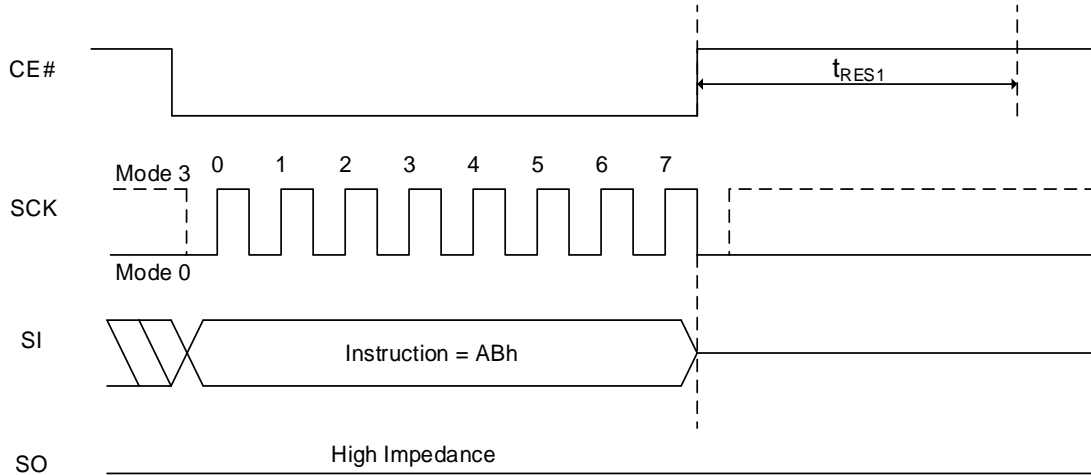 CE#
tRES1
Mode 3
0 1 2 3 4 5 6 7
SCK
Mode 0
SI
Instruction = ABh
High Impedance
SO